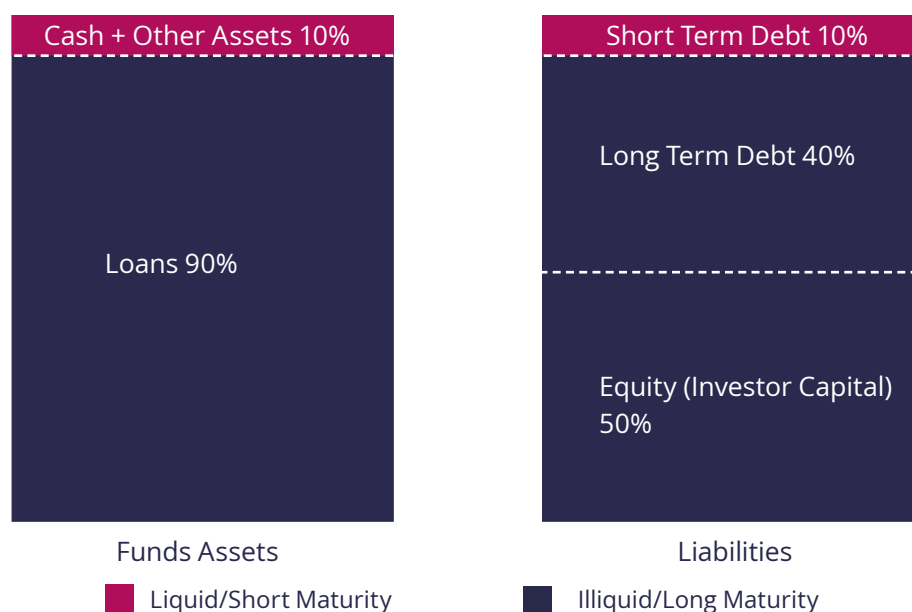 Cash + Other Assets 10%
Loans 90%
Funds Assets
Short Term Debt 10%
Long Term Debt 40%
Equity (Investor Capital)
50%
Liabilities
Liquid/Short Maturity
Illiquid/Long Maturity